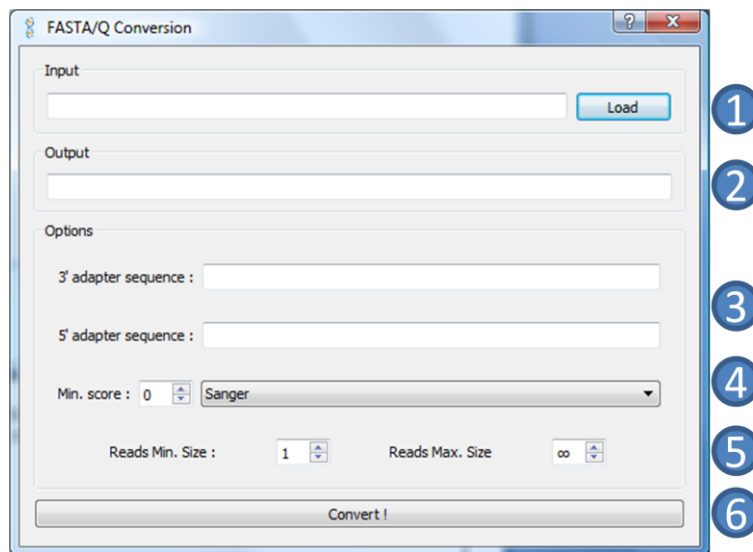 FASTA/Q Conversion
?
Input
Load
1
Output
2
Options
3' adapter sequence :
3
5' adapter sequence :
Min. score : 0 Sanger
4
Reads Min. Size : 1 Reads Max. Size ∞
5
Convert !
6